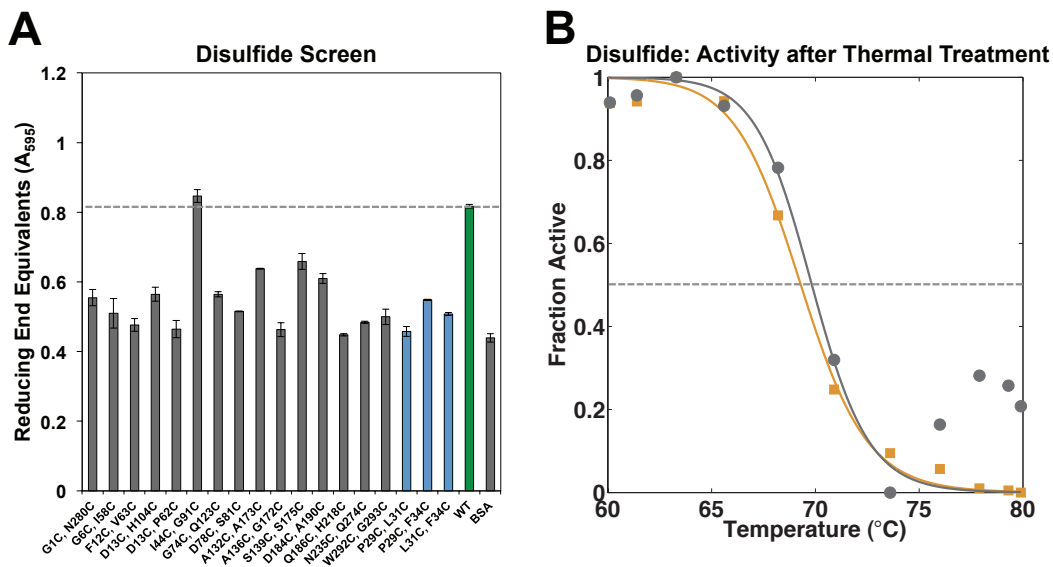 A
Disulfide Screen
Reducing End Equivalents (A595)
1.2
1
0.8
0.6
0.4
0.2
0
G1C, N280C
G6C, I58C
F12C, V63C
D13C, H104C
D13C, P62C
I44C, G91C
G74C, Q123C
D78C, S81C
A132C, A173C
A136C, G172C
S139C, S175C
D184C, A190C
Q186C, H218C
N235C, Q274C
W292C, G293C
P29C, L31C
P29C, F34C
L31C, F34C
WT
BSA
B
Disulfide: Activity after Thermal Treatment
Fraction Active
1
0.8
0.6
0.4
0.2
0
60
65
70
75
80
Temperature (°C)